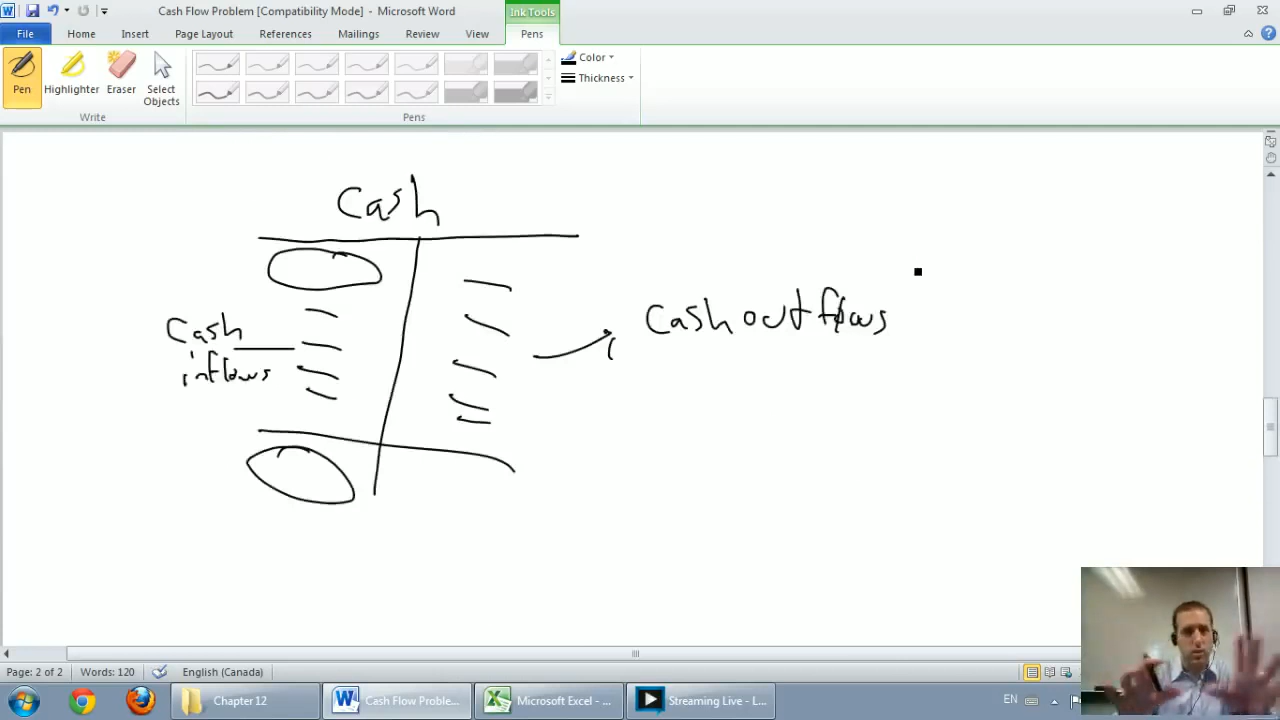 Cash Flow Problem [Compatibility Mode] - Microsoft Word
Ink Tools
File Home Insert Page Layout References Mailings Review View Pens
Pen Highlighter Eraser Select Objects
Color
Thickness
Write Pens
Cash
Cash inflows
Cash outflows
Page: 2 of 2 Words: 120 English (Canada)
Chapter 12 Cash Flow Proble... Microsoft Excel - ... Streaming Live - L... EN